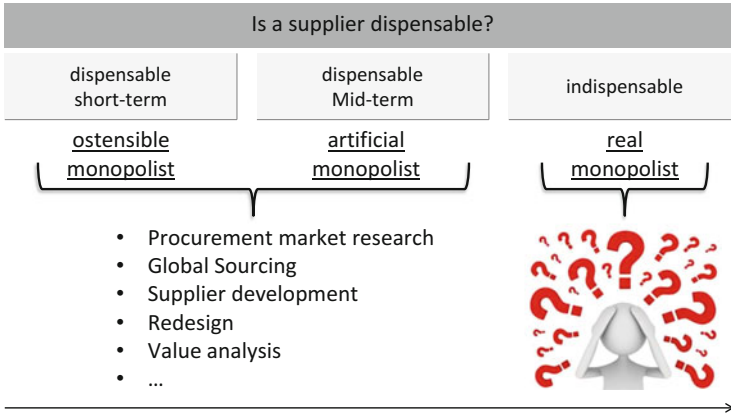 Is a supplier dispensable?
dispensable
short-term
dispensable
Mid-term
indispensable
ostensible
monopolist
artificial
monopolist
real
monopolist
• Procurement market research
• Global Sourcing
• Supplier development
• Redesign
• Value analysis
• ...